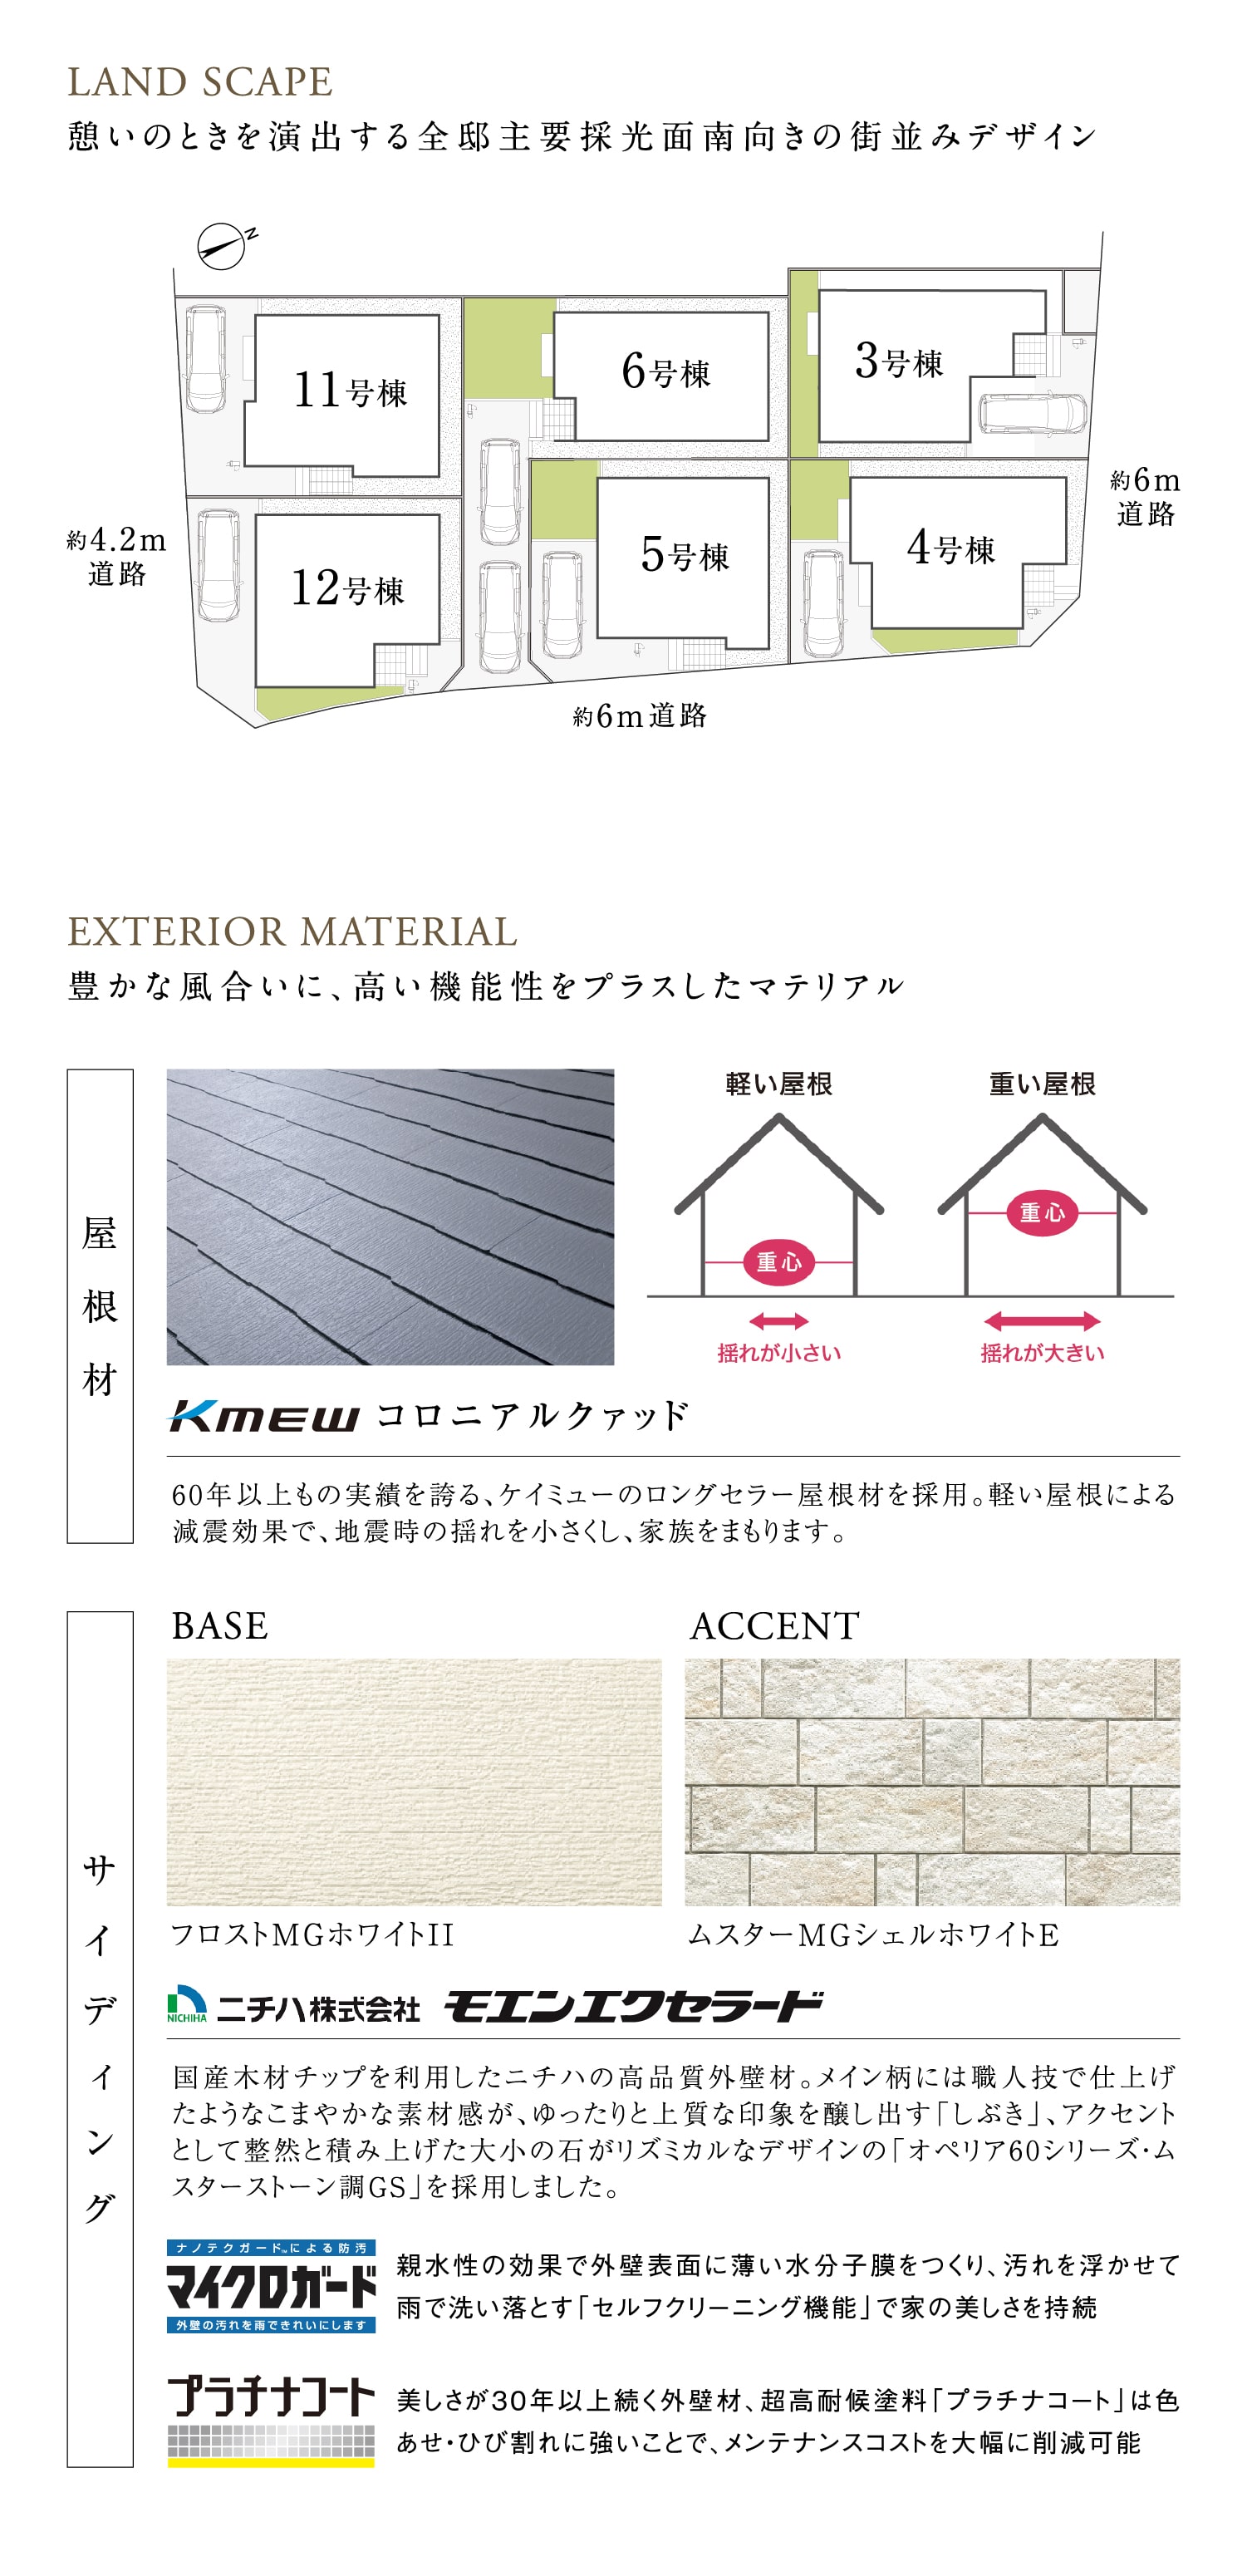 LAND SCAPE
憩いのときを演出する全邸主要採光面南向きの街並みデザイン
N
11号棟
6号棟
3号棟
12号棟
5号棟
4号棟
約4.2m
道路
約6m
道路
約6m道路
EXTERIOR MATERIAL
豊かな風合いに、高い機能性をプラスしたマテリアル
屋根材
軽い屋根
重い屋根
重心
重心
揺れが小さい
揺れが大きい
KMEW コロニアルクァッド
60年以上もの実績を誇る、ケイミューのロングセラー屋根材を採用。軽い屋根による
減震効果で、地震時の揺れを小さくし、家族をまもります。
サイディング
BASE
ACCENT
フロストMGホワイトII
ムスターMGシェルホワイトE
NICHIHA ニチハ株式会社 モエンエクセラード
国産木材チップを利用したニチハの高品質外壁材。メイン柄には職人技で仕上げ
たようなこまやかな素材感が、ゆったりと上質な印象を醸し出す「しぶき」、アクセント
として整然と積み上げた大小の石がリズミカルなデザインの「オペリア60シリーズ・ム
スターストーン調GS」を採用しました。
ナノテクガード™による防汚
マイクロガード
外壁の汚れを雨できれいにします
親水性の効果で外壁表面に薄い水分子膜をつくり、汚れを浮かせて
雨で洗い落とす「セルフクリーニング機能」で家の美しさを持続
プラチナコート
美しさが30年以上続く外壁材、超高耐候塗料「プラチナコート」は色
あせ・ひび割れに強いことで、メンテナンスコストを大幅に削減可能